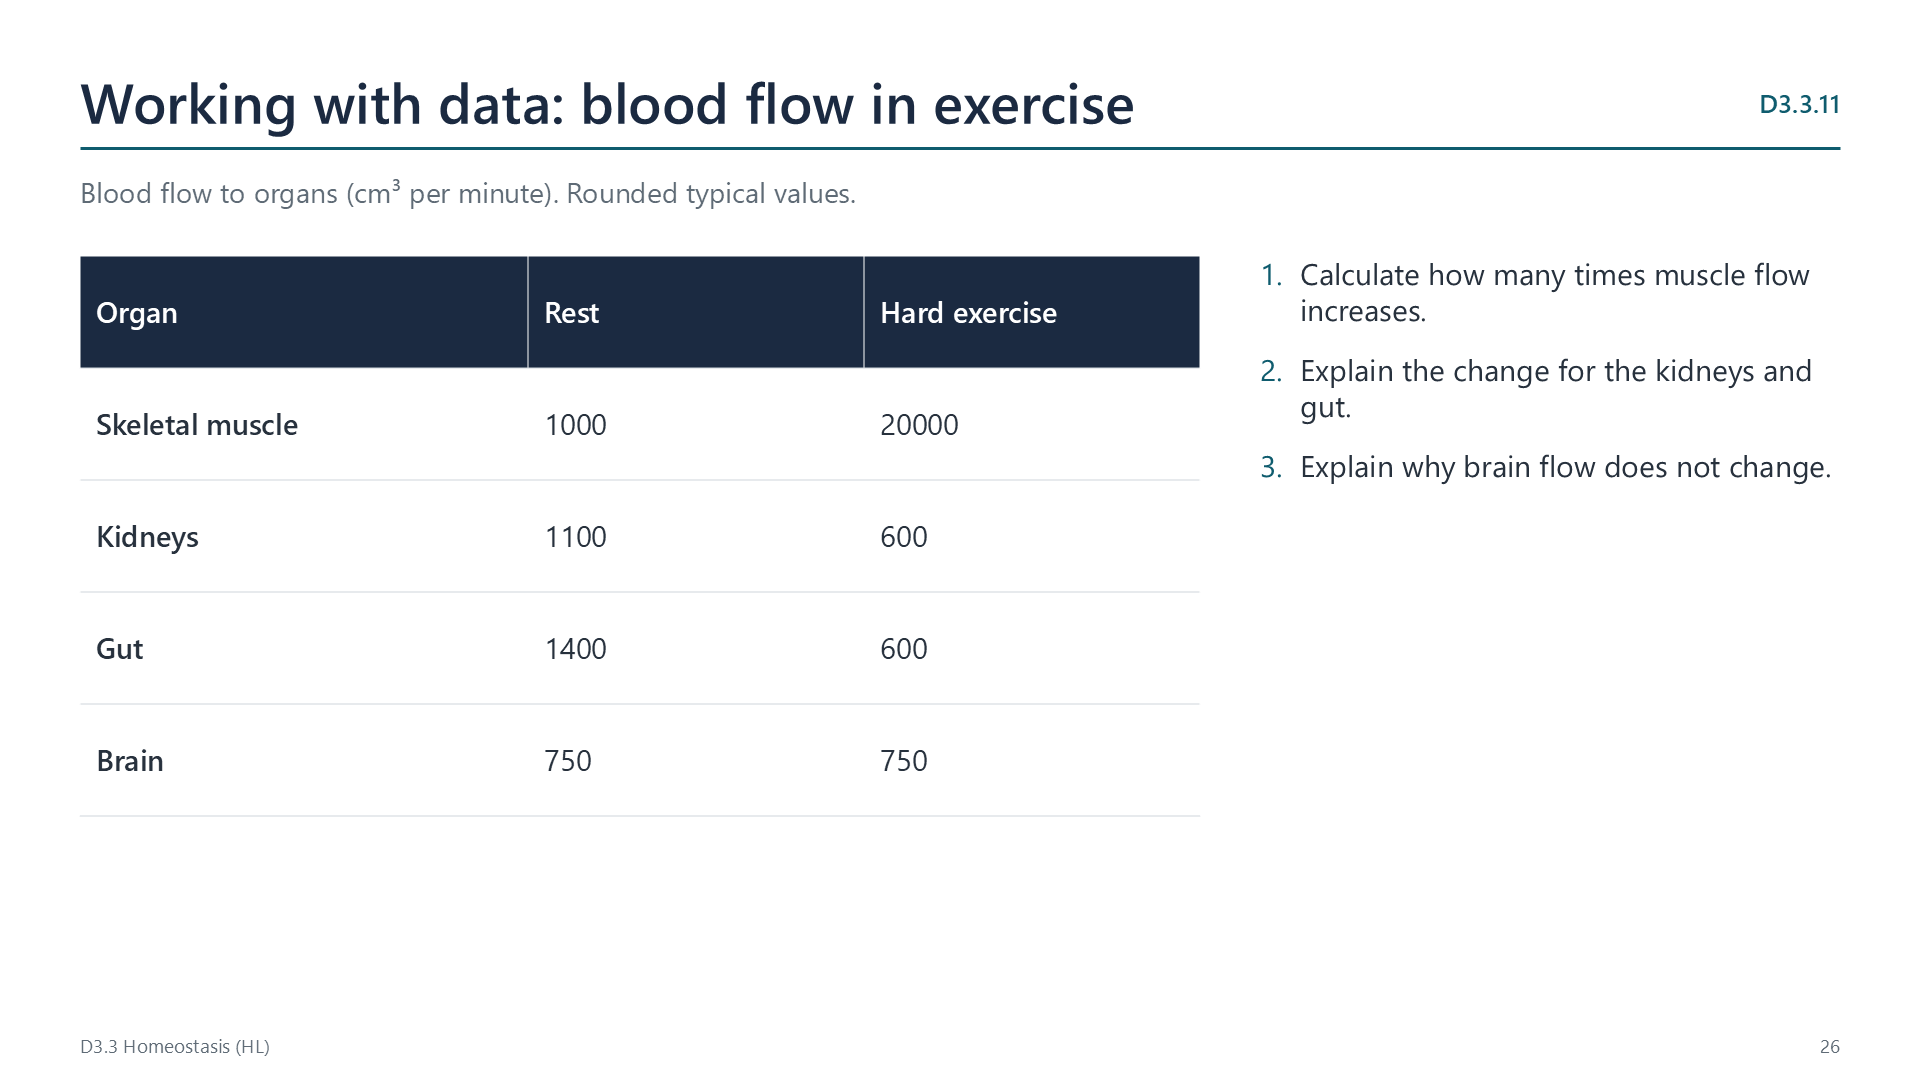 Working with data: blood flow in exercise
D3.3.11
Blood flow to organs (cm³ per minute). Rounded typical values.
Organ Rest Hard exercise
Skeletal muscle 1000 20000
Kidneys 1100 600
Gut 1400 600
Brain 750 750
1. Calculate how many times muscle flow
increases.
2. Explain the change for the kidneys and
gut.
3. Explain why brain flow does not change.
D3.3 Homeostasis (HL)
26